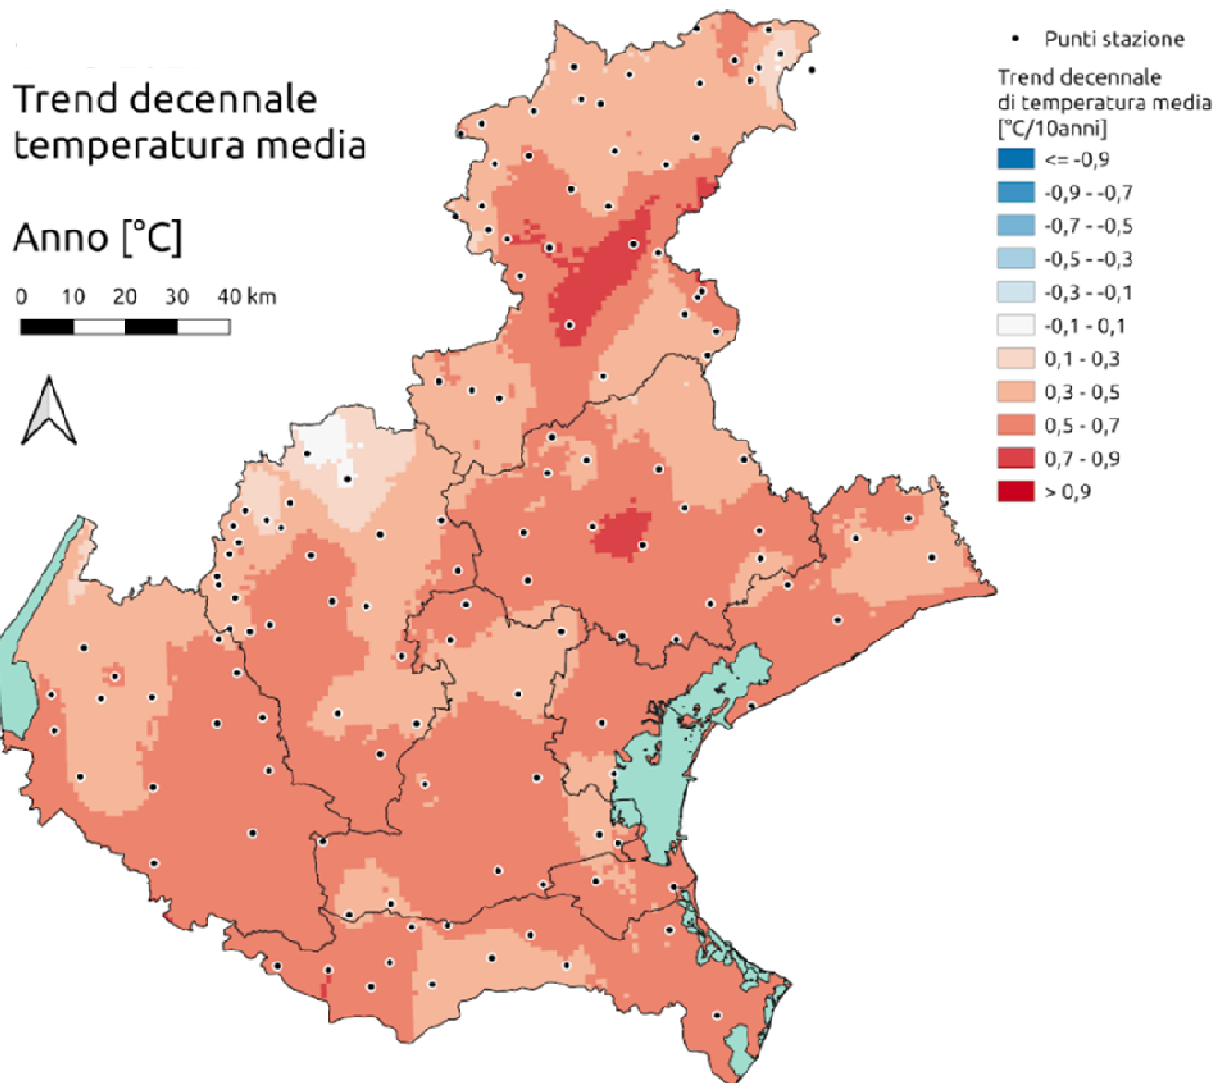 Trend decennale
temperatura media
Anno [°C]
0 10 20 30 40 km
Punti stazione
Trend decennale
di temperatura media
[°C/10anni]
<= -0,9
-0,9 - -0,7
-0,7 - -0,5
-0,5 - -0,3
-0,3 - -0,1
-0,1 - 0,1
0,1 - 0,3
0,3 - 0,5
0,5 - 0,7
0,7 - 0,9
> 0,9